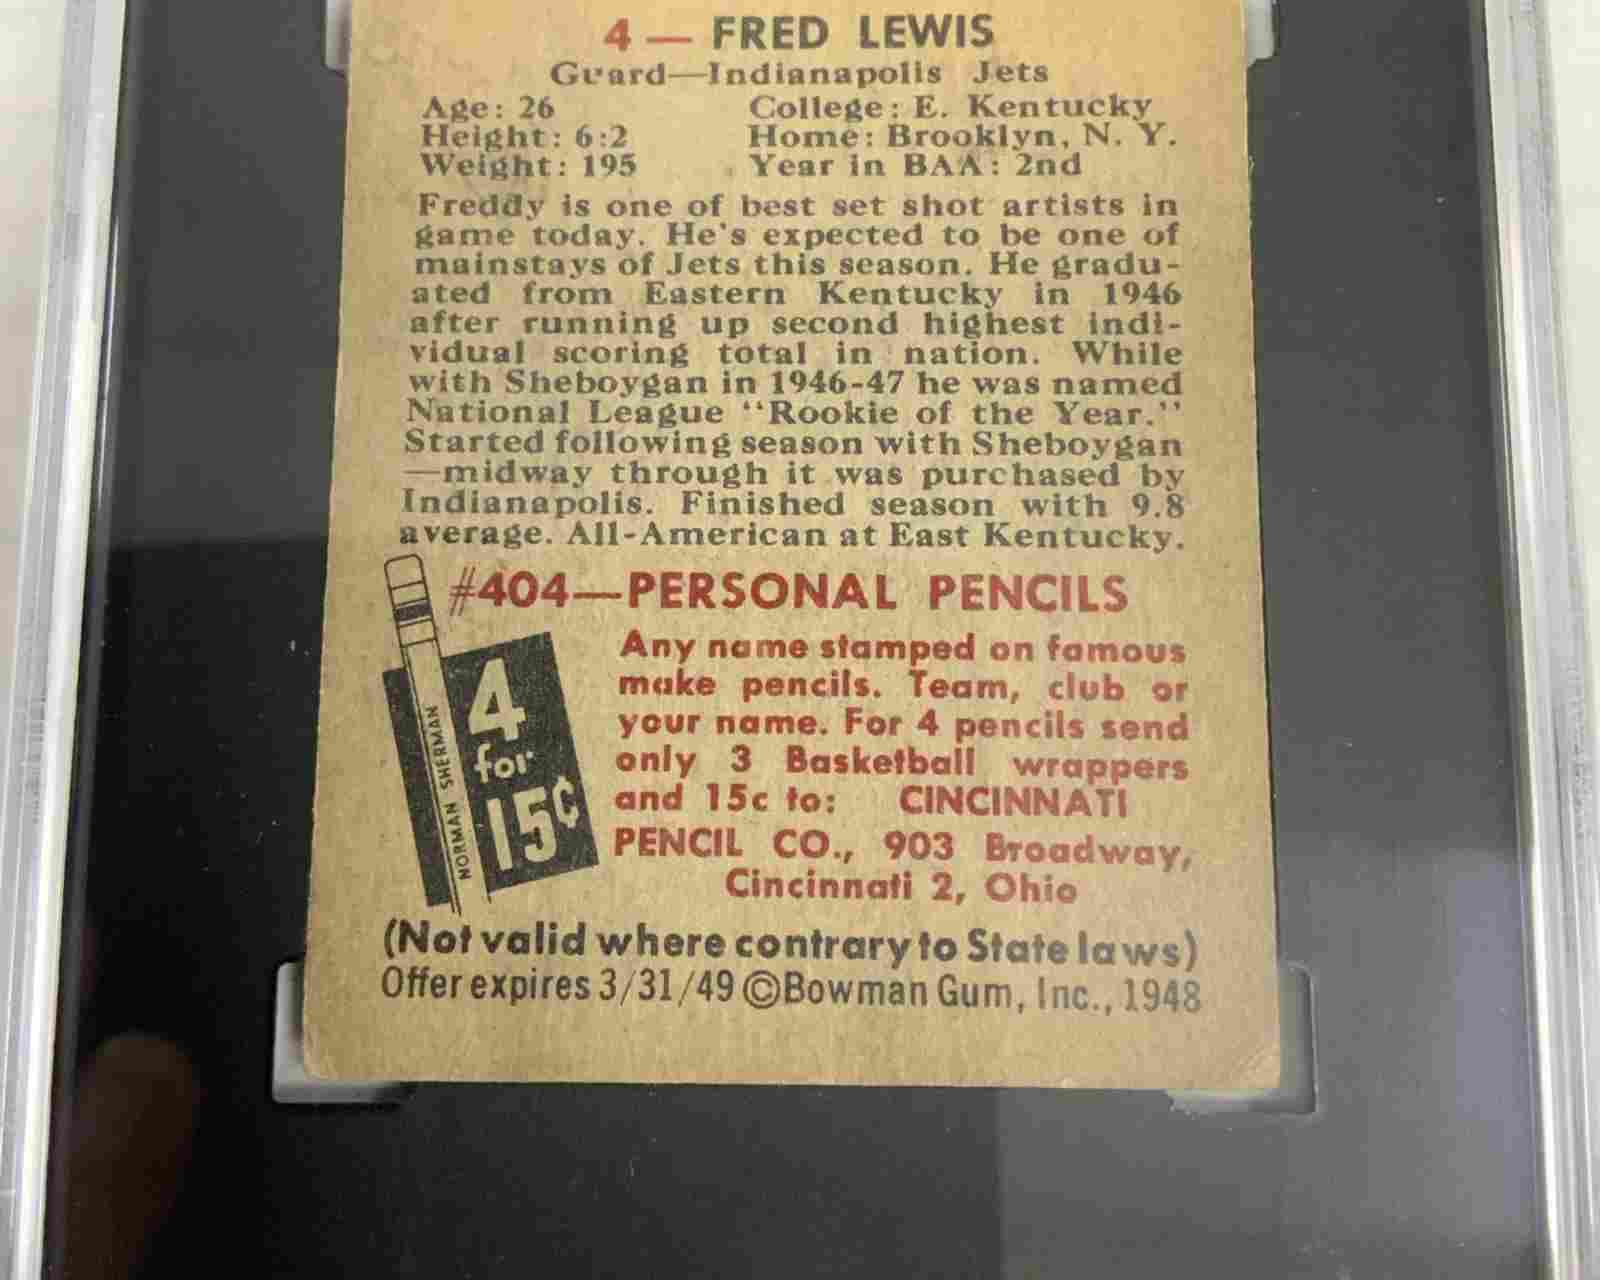 4 — FRED LEWIS
Guard—Indianapolis Jets
Age: 26 College: E. Kentucky
Height: 6:2 Home: Brooklyn, N. Y.
Weight: 195 Year in BAA: 2nd
Freddy is one of best set shot artists in
game today. He's expected to be one of
mainstays of Jets this season. He gradu-
ated from Eastern Kentucky in 1946
after running up second highest indi-
vidual scoring total in nation. While
with Sheboygan in 1946-47 he was named
National League "Rookie of the Year."
Started following season with Sheboygan
—midway through it was purchased by
Indianapolis. Finished season with 9.8
average. All-American at East Kentucky.
#404—PERSONAL PENCILS
NORMAN SHERMAN
4
for
15¢
Any name stamped on famous
make pencils. Team, club or
your name. For 4 pencils send
only 3 Basketball wrappers
and 15c to: CINCINNATI
PENCIL CO., 903 Broadway,
Cincinnati 2, Ohio
(Not valid where contrary to State laws)
Offer expires 3/31/49 ©Bowman Gum, Inc., 1948